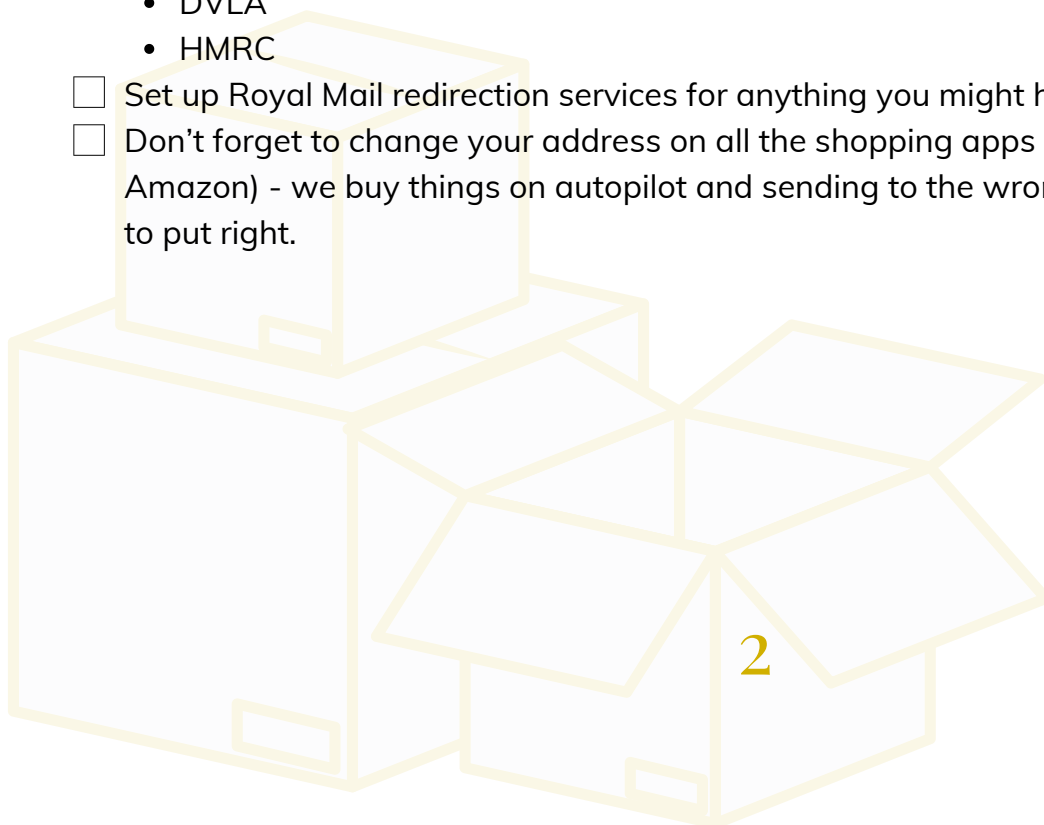 • DVLA
• HMRC
Set up Royal Mail redirection services for anything you might
Don’t forget to change your address on all the shopping apps
Amazon) - we buy things on autopilot and sending to the
to put right.
2